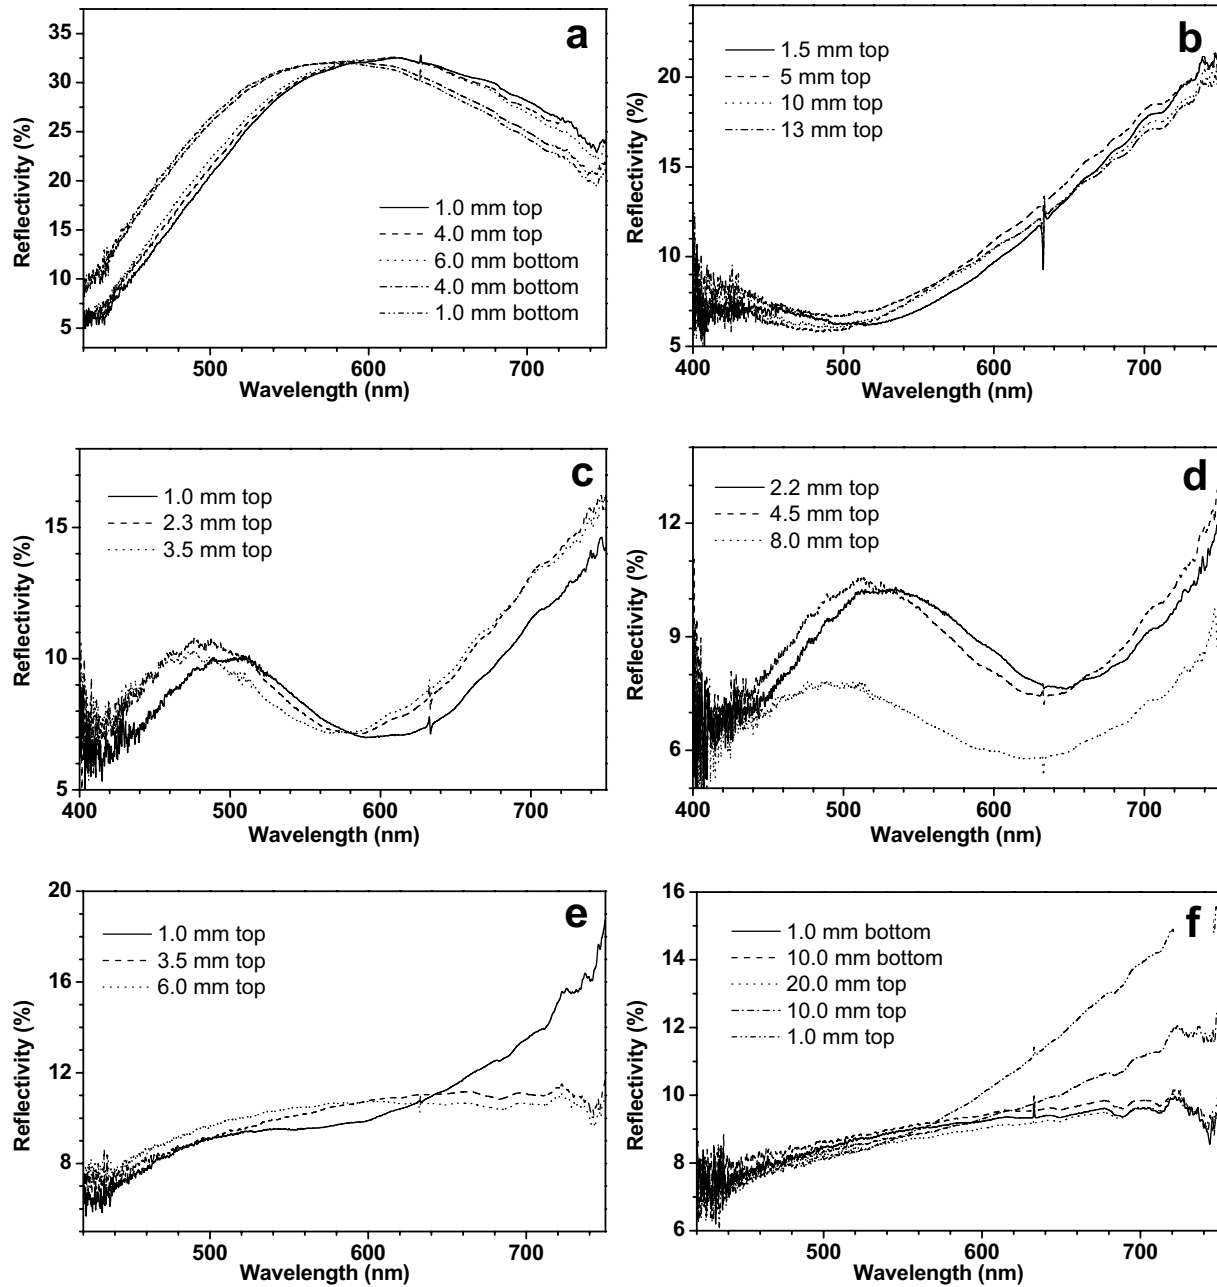 a
35
30
25
20
15
10
5
Reflectivity (%)
1.0 mm top
4.0 mm top
6.0 mm bottom
4.0 mm bottom
1.0 mm bottom
500 600 700
Wavelength (nm)
b
20
15
10
5
Reflectivity (%)
1.5 mm top
5 mm top
10 mm top
13 mm top
400 500 600 700
Wavelength (nm)
c
15
10
5
Reflectivity (%)
1.0 mm top
2.3 mm top
3.5 mm top
400 500 600 700
Wavelength (nm)
d
12
9
6
Reflectivity (%)
2.2 mm top
4.5 mm top
8.0 mm top
400 500 600 700
Wavelength (nm)
e
20
16
12
8
Reflectivity (%)
1.0 mm top
3.5 mm top
6.0 mm top
500 600 700
Wavelength (nm)
f
16
14
12
10
8
6
Reflectivity (%)
1.0 mm bottom
10.0 mm bottom
20.0 mm top
10.0 mm top
1.0 mm top
500 600 700
Wavelength (nm)